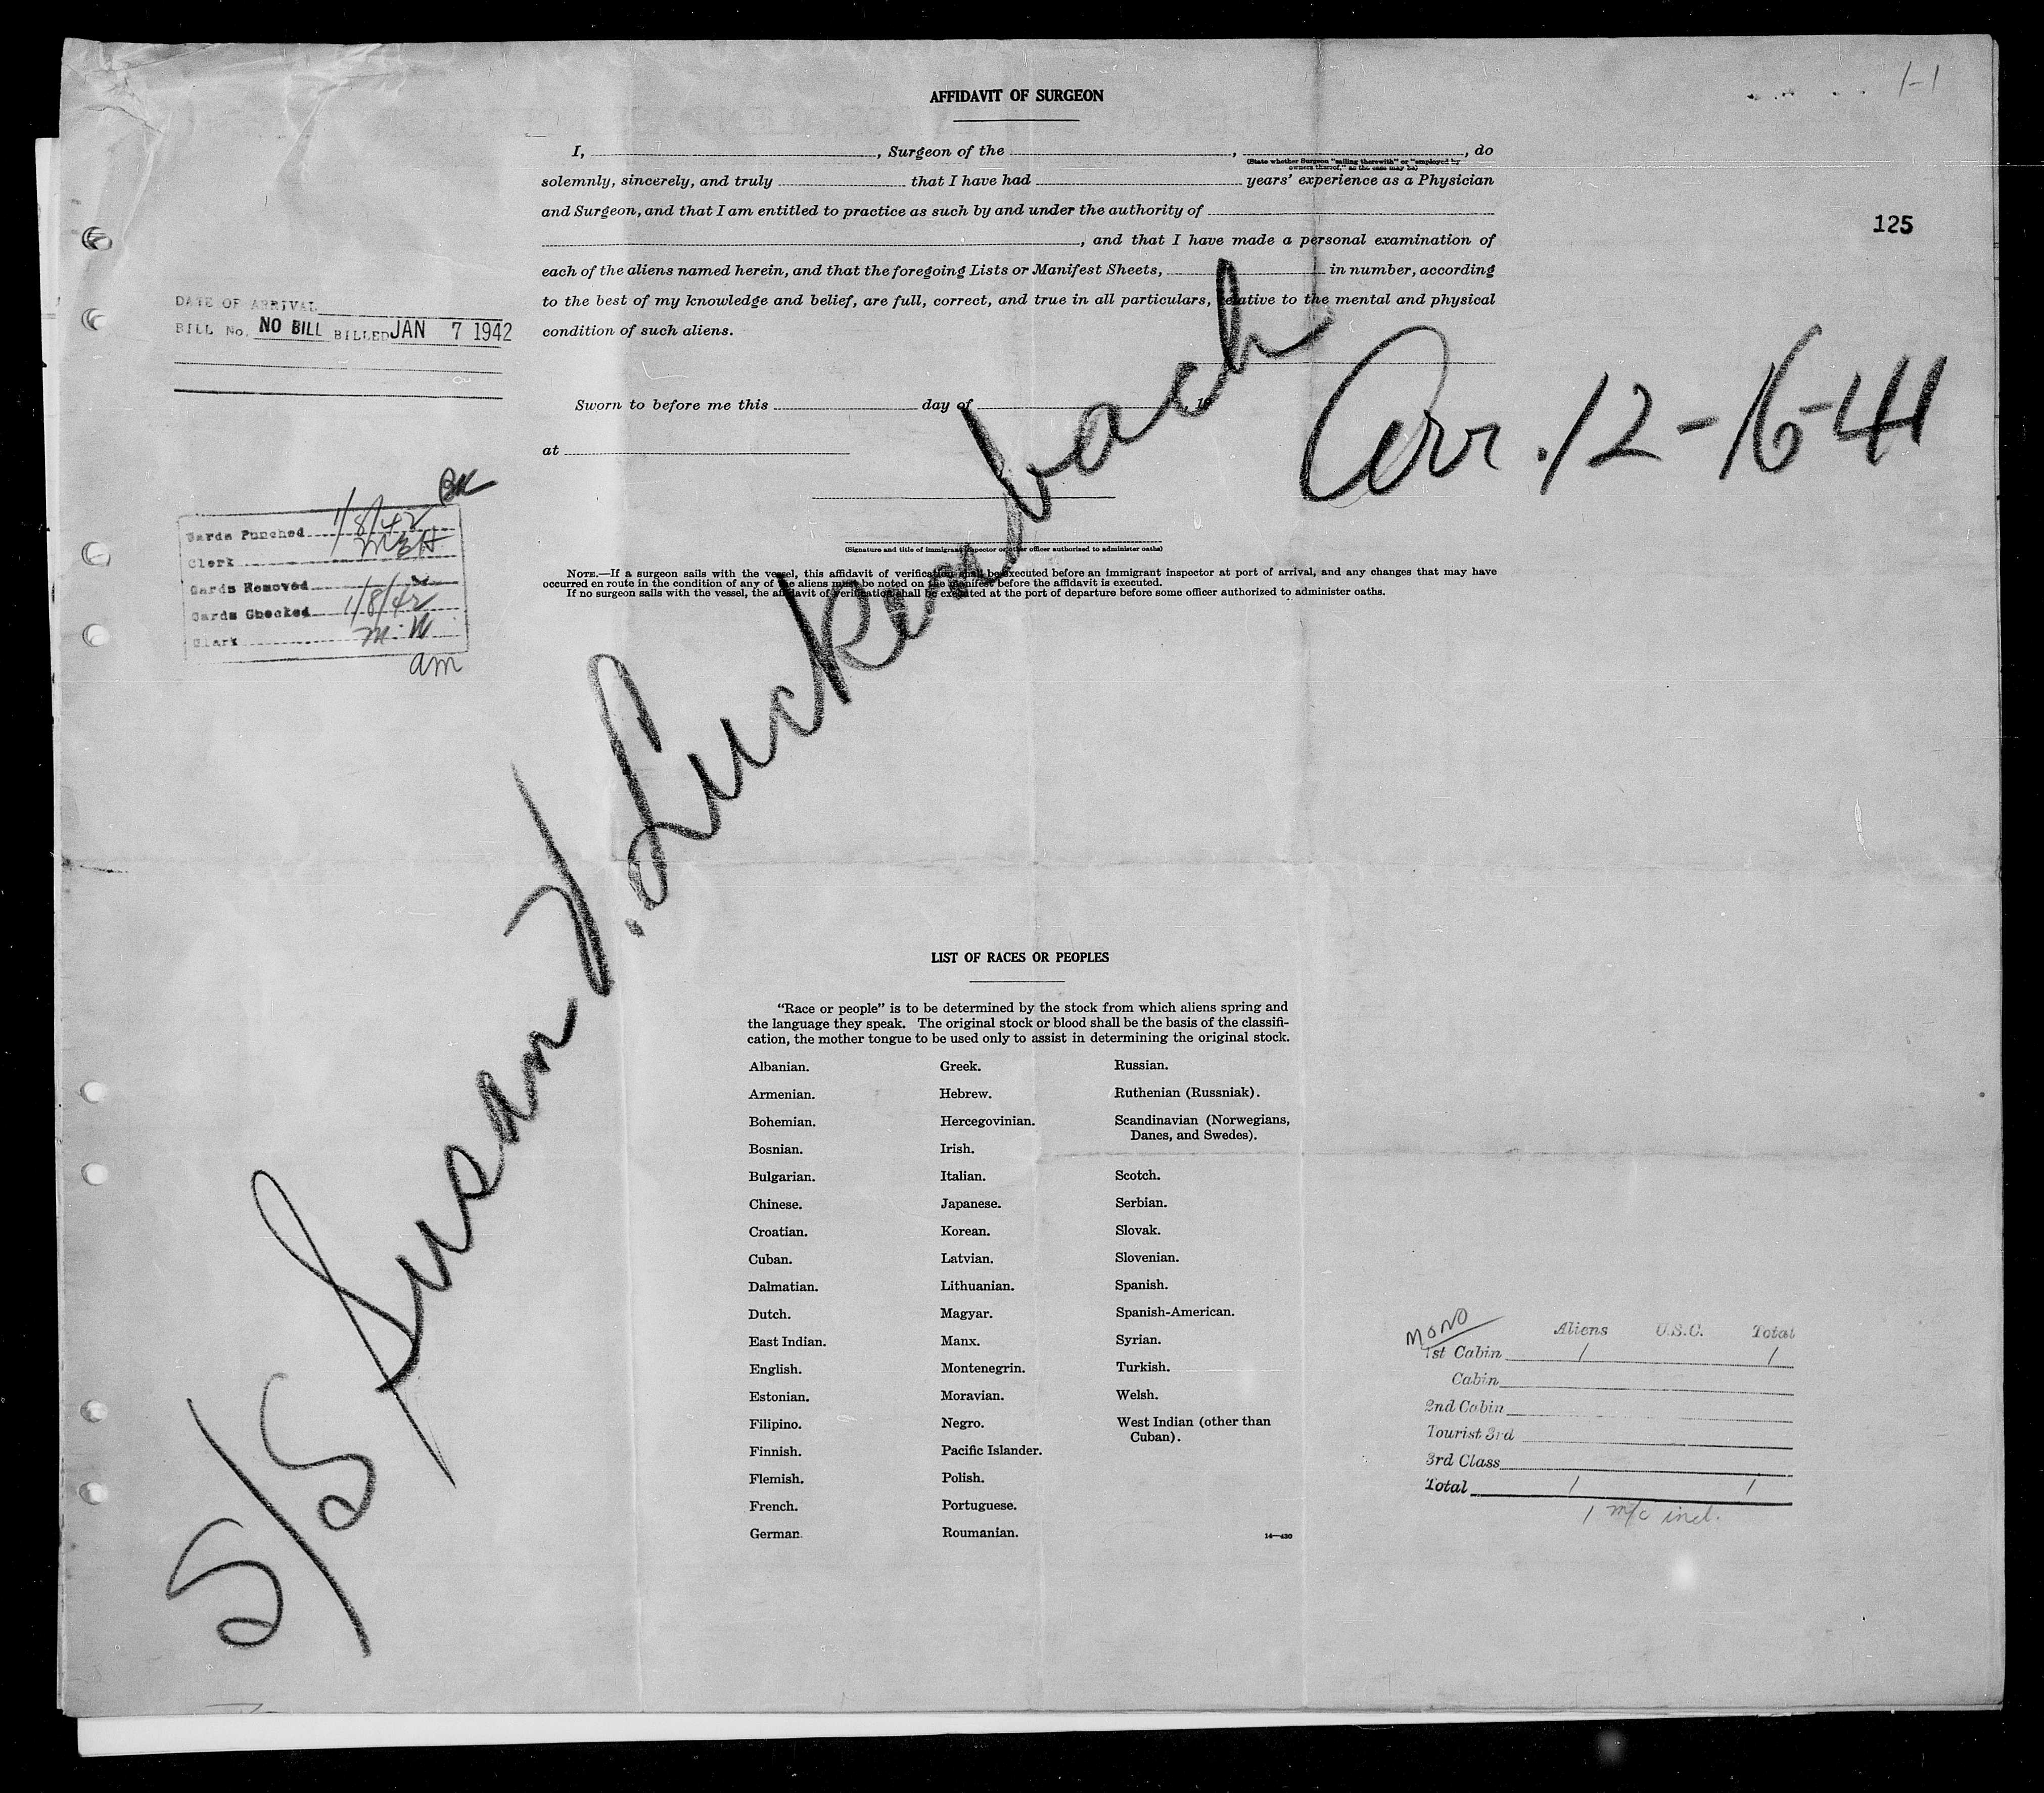 1-1
AFFIDAVIT OF SURGEON
I, , Surgeon of the , , do
(State whether Surgeon "sailing therewith" or "employed by
owners thereof," as the case may be)
solemnly, sincerely, and truly that I have had years' experience as a Physician
and Surgeon, and that I am entitled to practice as such by and under the authority of
, and that I have made a personal examination of
each of the aliens named herein, and that the foregoing Lists or Manifest Sheets, in number, according
to the best of my knowledge and belief, are full, correct, and true in all particulars, relative to the mental and physical
condition of such aliens.
125
DATE OF ARRIVAL
BILL No. NO BILL BILLED JAN 7 1942
Sworn to before me this day of , 19
at
Arr. 12-16-41
(Signature and title of immigrant inspector or other officer authorized to administer oaths)
NOTE.—If a surgeon sails with the vessel, this affidavit of verification shall be executed before an immigrant inspector at port of arrival, and any changes that may have
occurred en route in the condition of any of the aliens must be noted on the manifest before the affidavit is executed.
If no surgeon sails with the vessel, the affidavit of verification shall be executed at the port of departure before some officer authorized to administer oaths.
Cards Punched 1/8/42
Clerk
Cards Removed
Cards Checked 1/8/42
Clerk
am
S/S Susan V. Luckenbach
LIST OF RACES OR PEOPLES
"Race or people" is to be determined by the stock from which aliens spring and
the language they speak. The original stock or blood shall be the basis of the classifi-
cation, the mother tongue to be used only to assist in determining the original stock.
Albanian.
Armenian.
Bohemian.
Bosnian.
Bulgarian.
Chinese.
Croatian.
Cuban.
Dalmatian.
Dutch.
East Indian.
English.
Estonian.
Filipino.
Finnish.
Flemish.
French.
German.
Greek.
Hebrew.
Hercegovinian.
Irish.
Italian.
Japanese.
Korean.
Latvian.
Lithuanian.
Magyar.
Manx.
Montenegrin.
Moravian.
Negro.
Pacific Islander.
Polish.
Portuguese.
Roumanian.
Russian.
Ruthenian (Russniak).
Scandinavian (Norwegians,
Danes, and Swedes).
Scotch.
Serbian.
Slovak.
Slovenian.
Spanish.
Spanish-American.
Syrian.
Turkish.
Welsh.
West Indian (other than
Cuban).
14—430
MONO
Aliens U.S.C. Total
1st Cabin 1 1
Cabin
2nd Cabin
Tourist 3rd
3rd Class
Total 1 1
1 m/c incl.